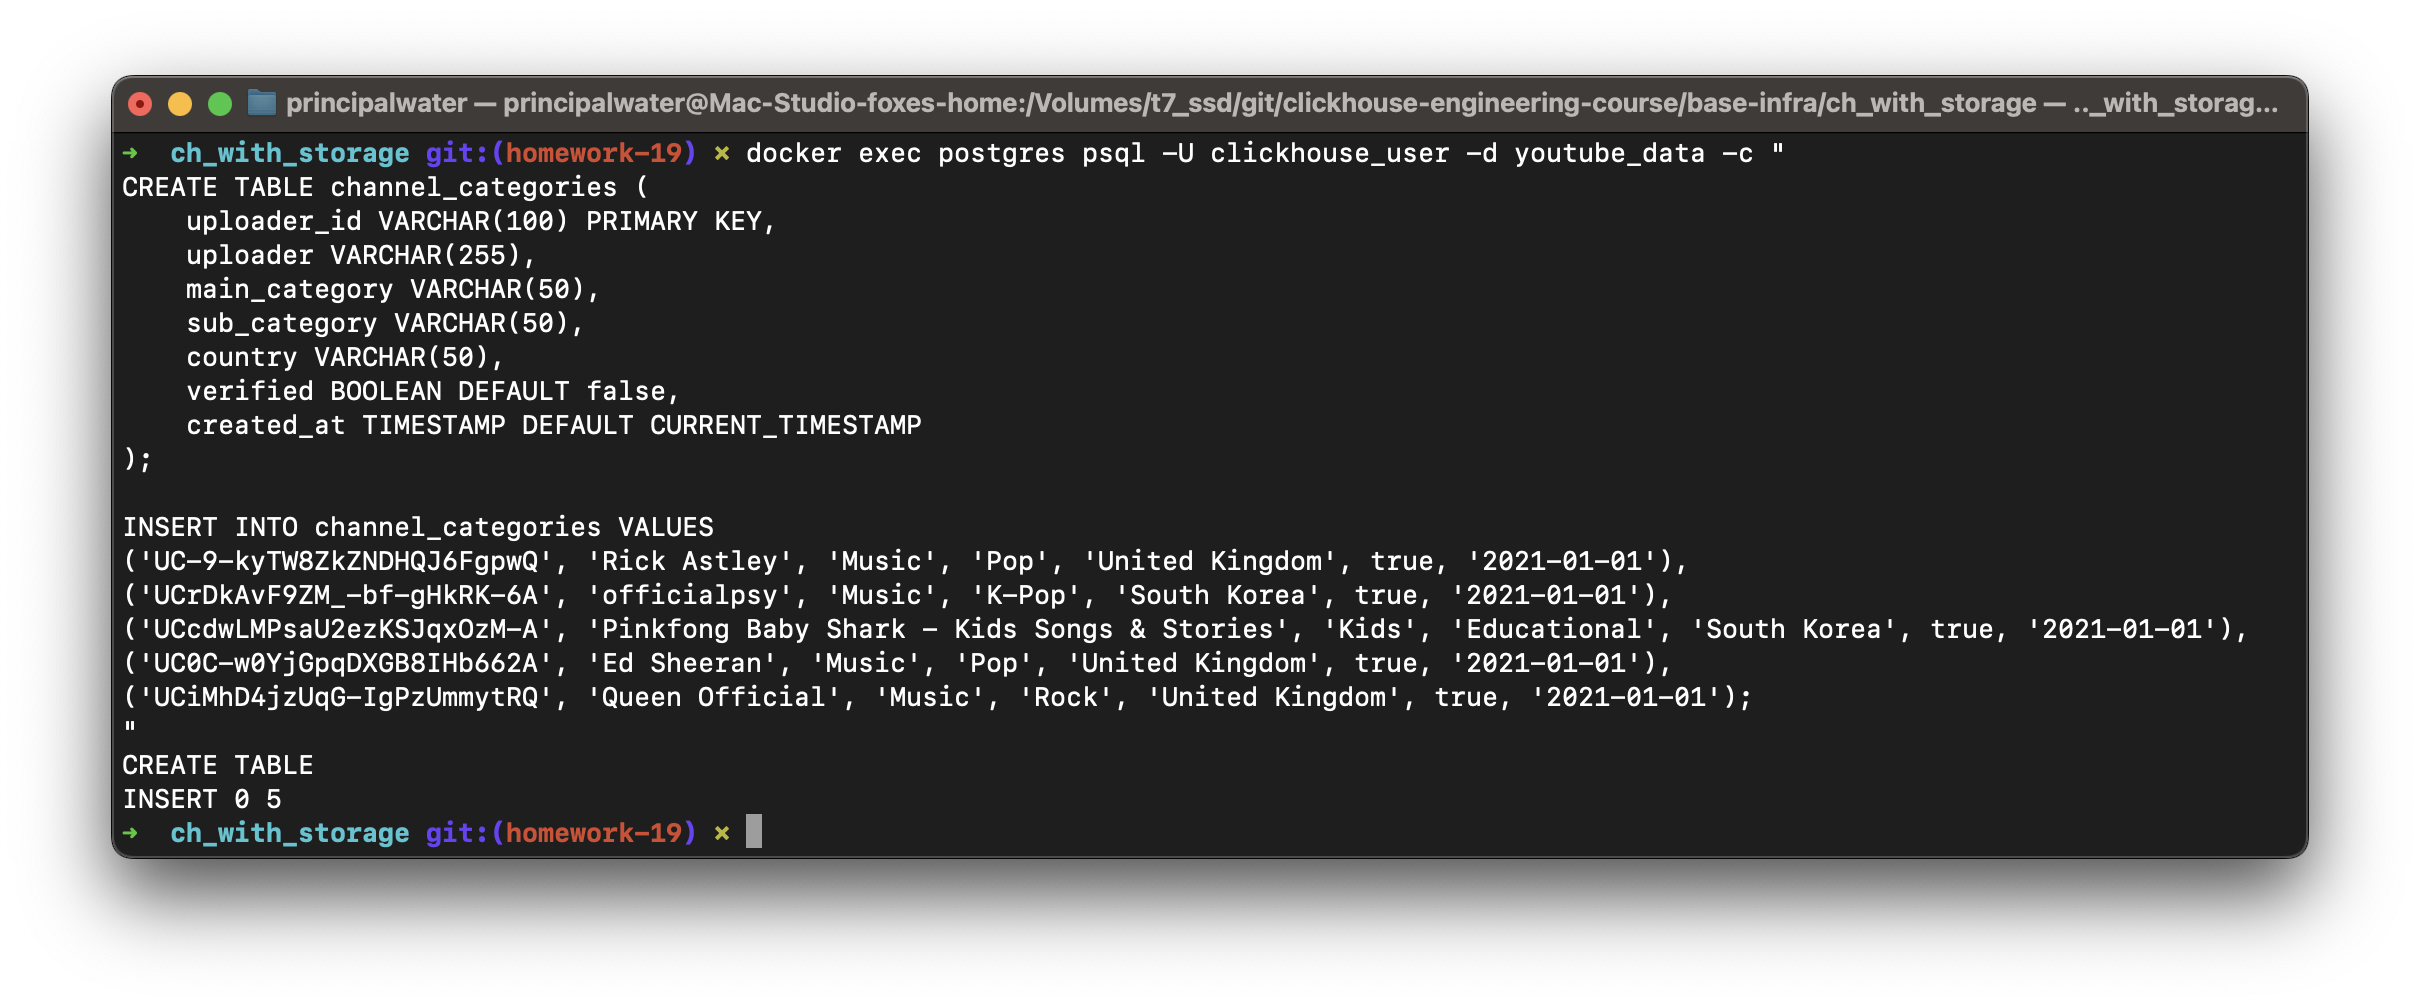 principalwater — principalwater@Mac-Studio-foxes-home:/Volumes/t7_ssd/git/clickhouse-engineering-course/base-infra/ch_with_storage — .._with_storag...
➜  ch_with_storage git:(homework-19) ✗ docker exec postgres psql -U clickhouse_user -d youtube_data -c "
CREATE TABLE channel_categories (
    uploader_id VARCHAR(100) PRIMARY KEY,
    uploader VARCHAR(255),
    main_category VARCHAR(50),
    sub_category VARCHAR(50),
    country VARCHAR(50),
    verified BOOLEAN DEFAULT false,
    created_at TIMESTAMP DEFAULT CURRENT_TIMESTAMP
);

INSERT INTO channel_categories VALUES
('UC-9-kyTW8ZkZNDHQJ6FgpwQ', 'Rick Astley', 'Music', 'Pop', 'United Kingdom', true, '2021-01-01'),
('UCrDkAvF9ZM_-bf-gHkRK-6A', 'officialpsy', 'Music', 'K-Pop', 'South Korea', true, '2021-01-01'),
('UCcdwLMPsaU2ezKSJqxOzM-A', 'Pinkfong Baby Shark - Kids Songs & Stories', 'Kids', 'Educational', 'South Korea', true, '2021-01-01'),
('UC0C-w0YjGpqDXGB8IHb662A', 'Ed Sheeran', 'Music', 'Pop', 'United Kingdom', true, '2021-01-01'),
('UCiMhD4jzUqG-IgPzUmmytRQ', 'Queen Official', 'Music', 'Rock', 'United Kingdom', true, '2021-01-01');
"
CREATE TABLE
INSERT 0 5
➜  ch_with_storage git:(homework-19) ✗